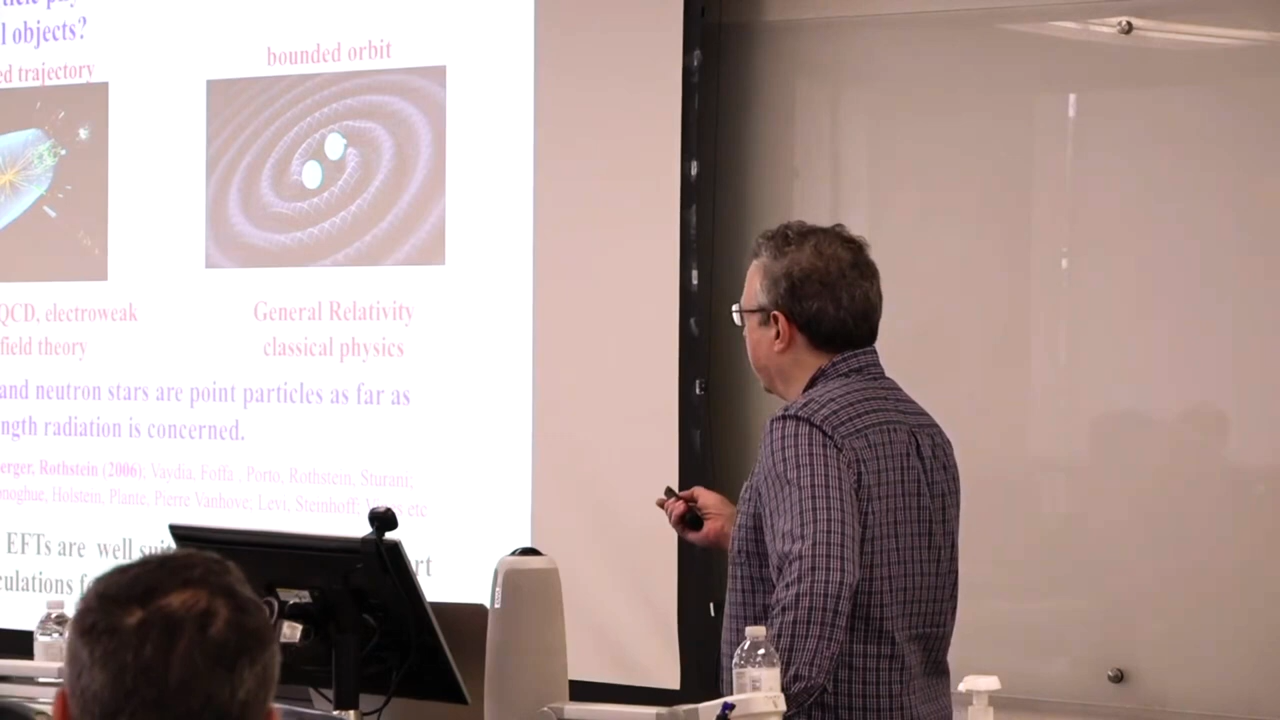 l objects?
ed trajectory
bounded orbit
QCD, electroweak
field theory
General Relativity
classical physics
and neutron stars are point particles as far as
ngth radiation is concerned.
erger, Rothstein (2006), Vaydia, Foffa , Porto, Rothstein, Sturani;
onoghue, Holstein, Plante, Pierre Vanhove; Levi, Steinhoff; etc
EFTs are well
culations
rt